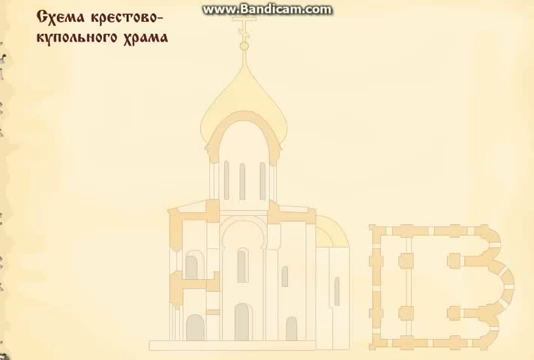 www.Bandicam.com
Схема крестово-
купольного храма